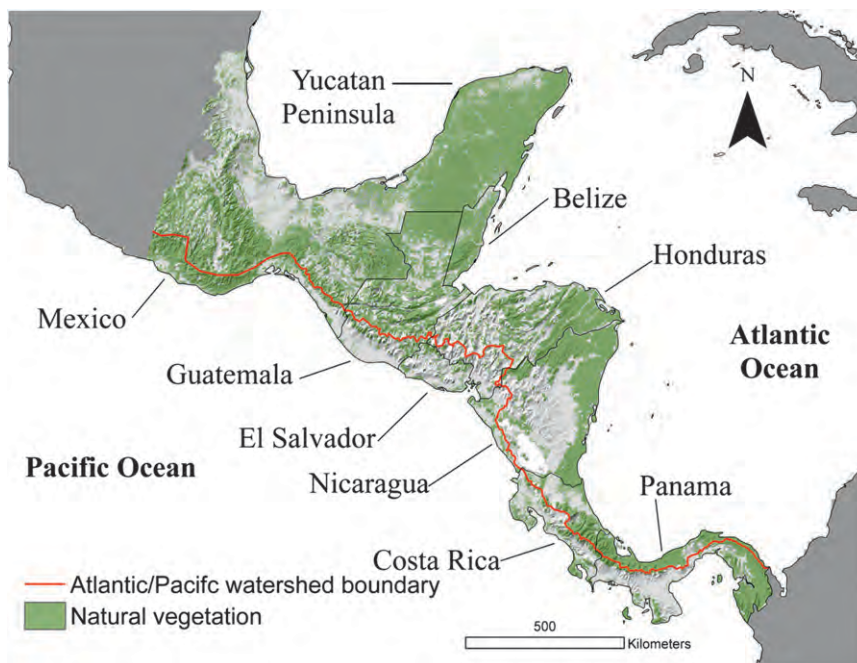 Yucatan
Peninsula
N
Belize
Honduras
Mexico
Atlantic
Ocean
Guatemala
El Salvador
Pacific Ocean
Nicaragua
Panama
Costa Rica
Atlantic/Pacifc watershed boundary
Natural vegetation
500
Kilometers